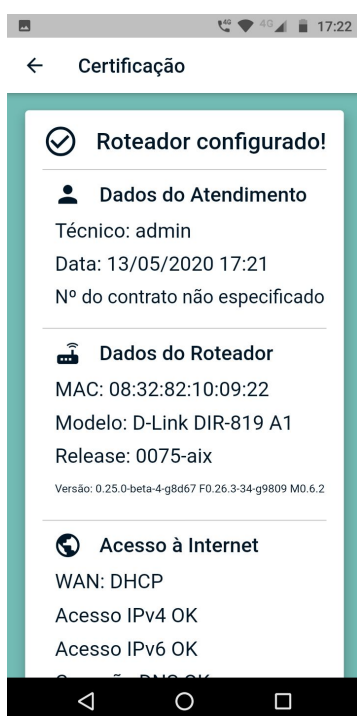 4G 4G 17:22
Certificação
Roteador configurado!
Dados do Atendimento
Técnico: admin
Data: 13/05/2020 17:21
Nº do contrato não especificado
Dados do Roteador
MAC: 08:32:82:10:09:22
Modelo: D-Link DIR-819 A1
Release: 0075-aix
Versão: 0.25.0-beta-4-g8d67 F0.26.3-34-g9809 M0.6.2
Acesso à Internet
WAN: DHCP
Acesso IPv4 OK
Acesso IPv6 OK